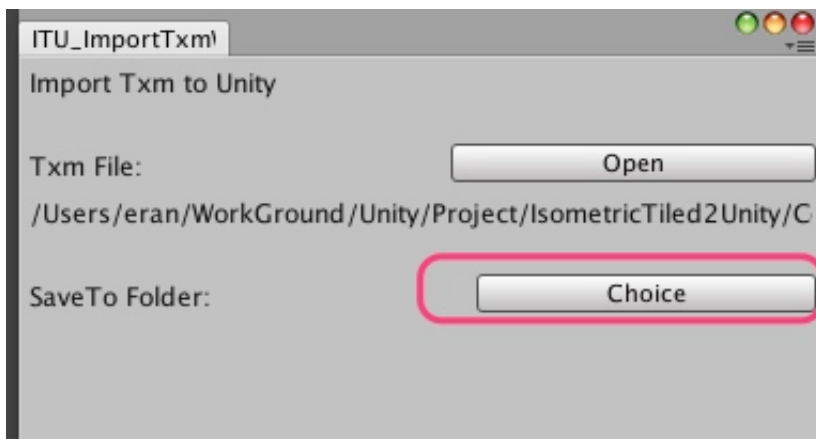 ITU_ImportTxm
Import Txm to Unity
Txm File:
Open
/Users/eran/WorkGround/Unity/Project/IsometricTiled2Unity/C
SaveTo Folder:
Choice